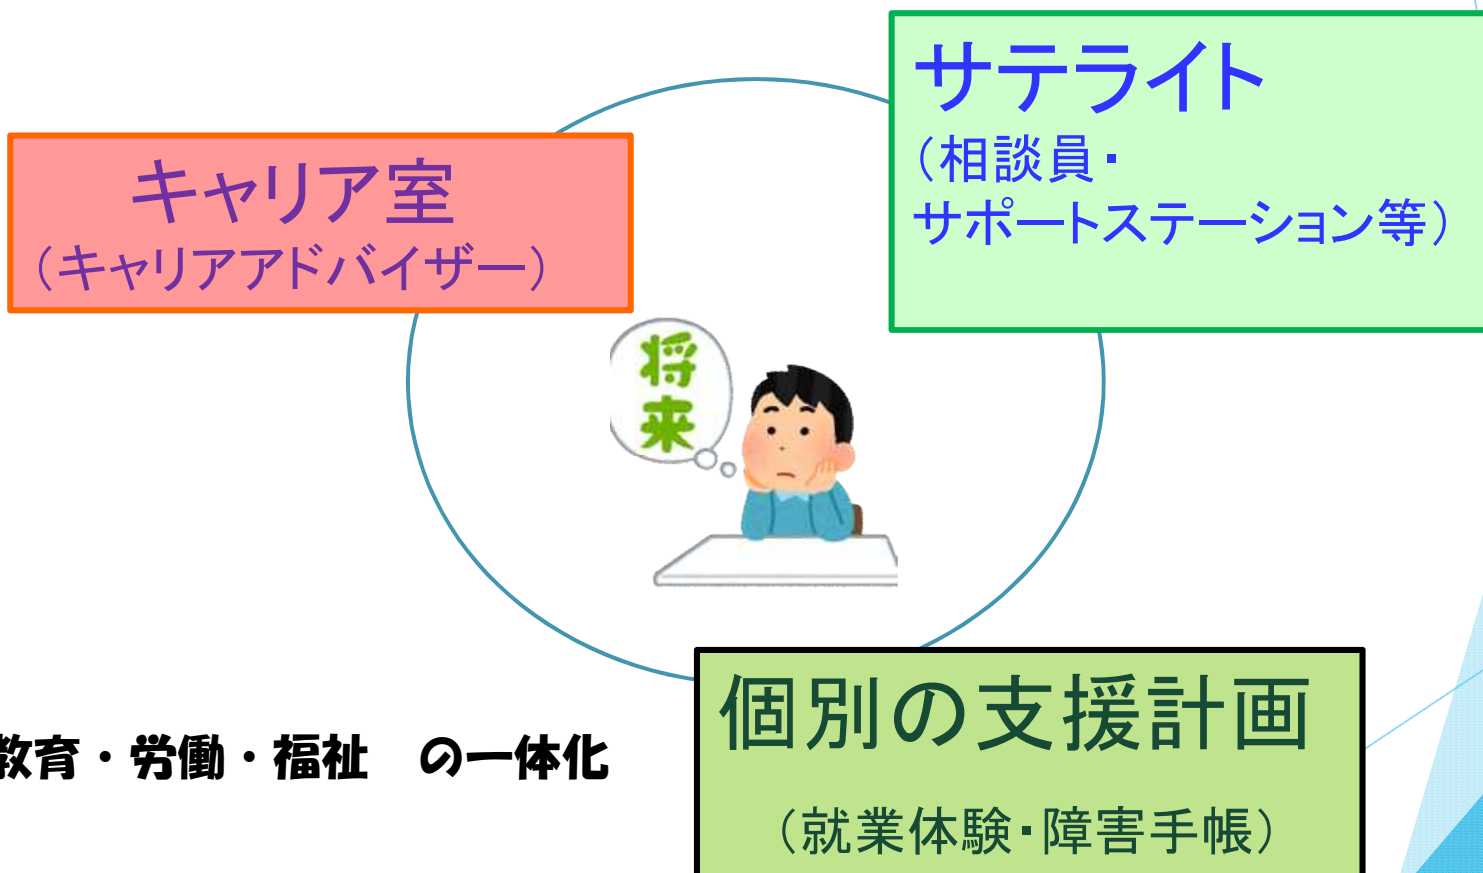 サテライト
(相談員・
サポートステーション等)
キャリア室
(キャリアアドバイザー)
将
来
個別の支援計画
教育・労働・福祉　の一体化
(就業体験・障害手帳)